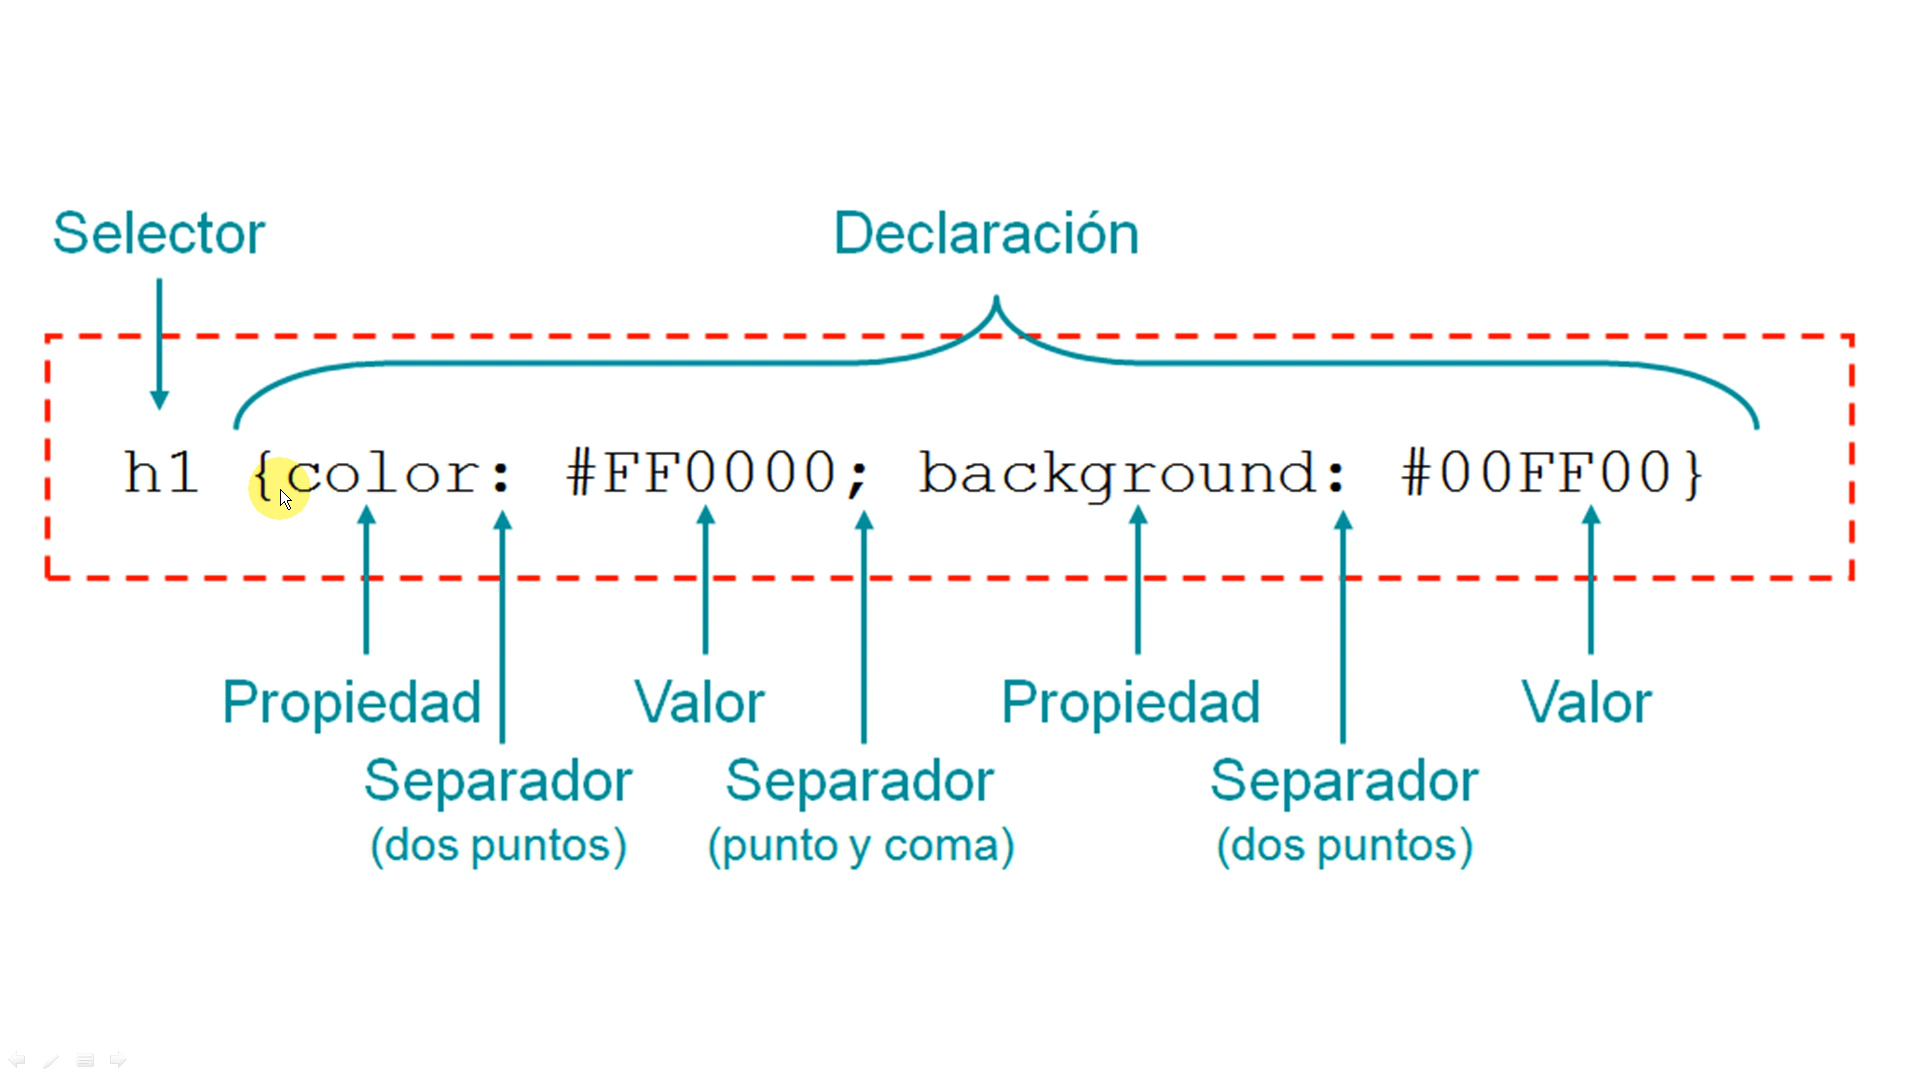 Selector
Declaración
h1 {color: #FF0000; background: #00FF00}
Propiedad
Valor
Propiedad
Valor
Separador
(dos puntos)
Separador
(punto y coma)
Separador
(dos puntos)